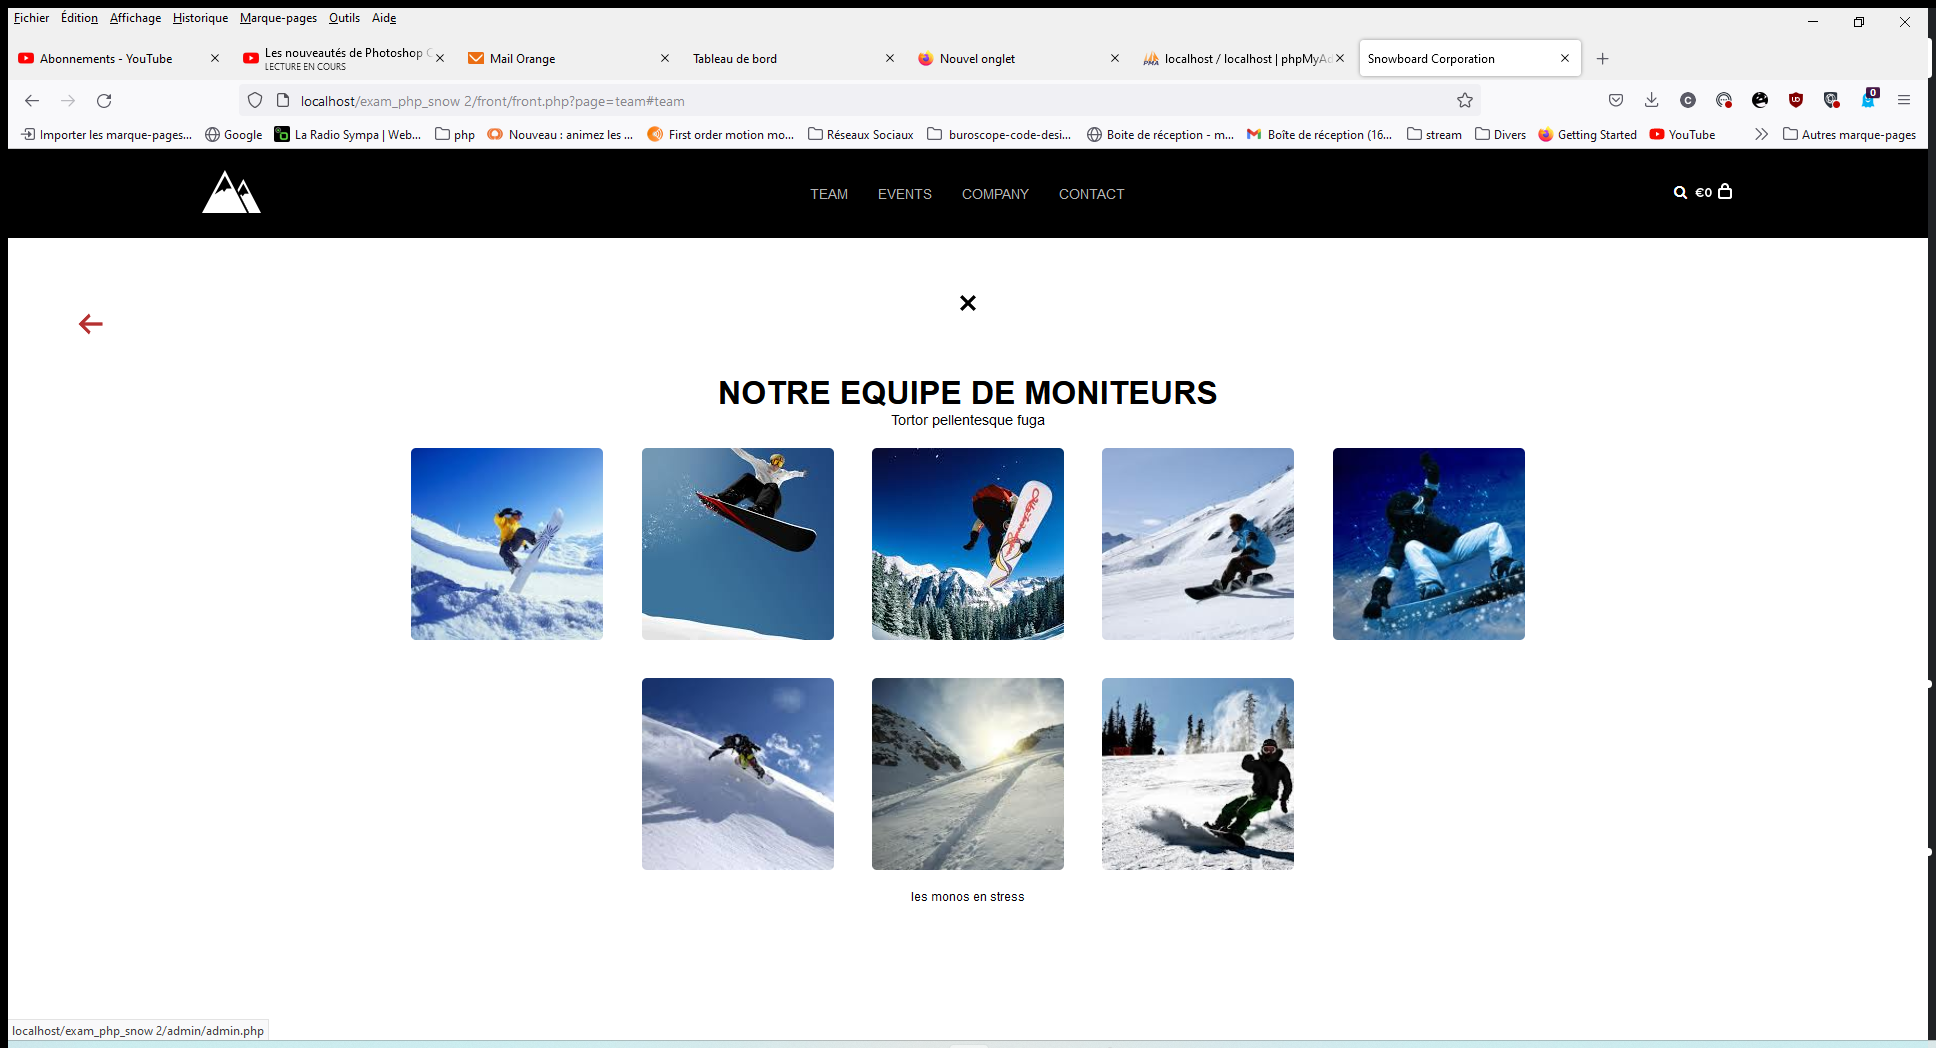 Fichier Édition Affichage Historique Marque-pages Outils Aide
Abonnements - YouTube
Les nouveautés de Photoshop
LECTURE EN COURS
Mail Orange
Tableau de bord
Nouvel onglet
localhost / localhost | phpMyAd
Snowboard Corporation
localhost/exam_php_snow 2/front/front.php?page=team#team
0
Importer les marque-pages... Google La Radio Sympa | Web... php Nouveau : animez les ... First order motion mo... Réseaux Sociaux buroscope-code-desi... Boite de réception - m... Boîte de réception (16... stream Divers Getting Started YouTube Autres marque-pages
TEAM EVENTS COMPANY CONTACT
€0
NOTRE EQUIPE DE MONITEURS
Tortor pellentesque fuga
les monos en stress
localhost/exam_php_snow 2/admin/admin.php